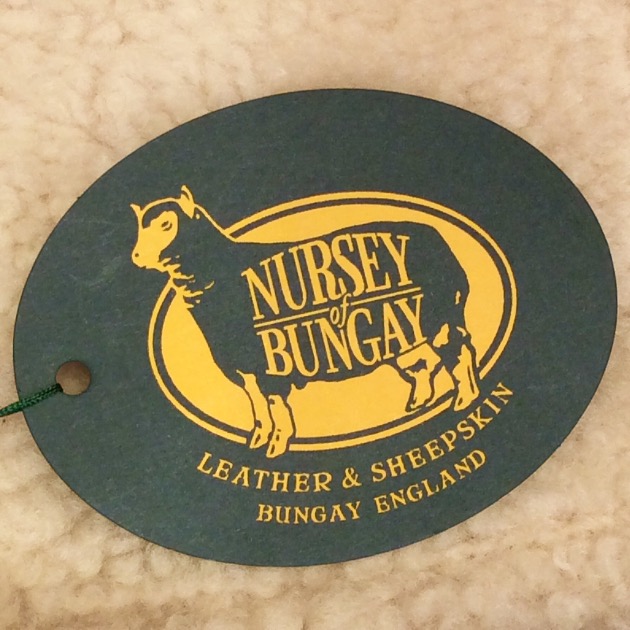 NURSEY
of
BUNGAY
LEATHER & SHEEPSKIN
BUNGAY ENGLAND